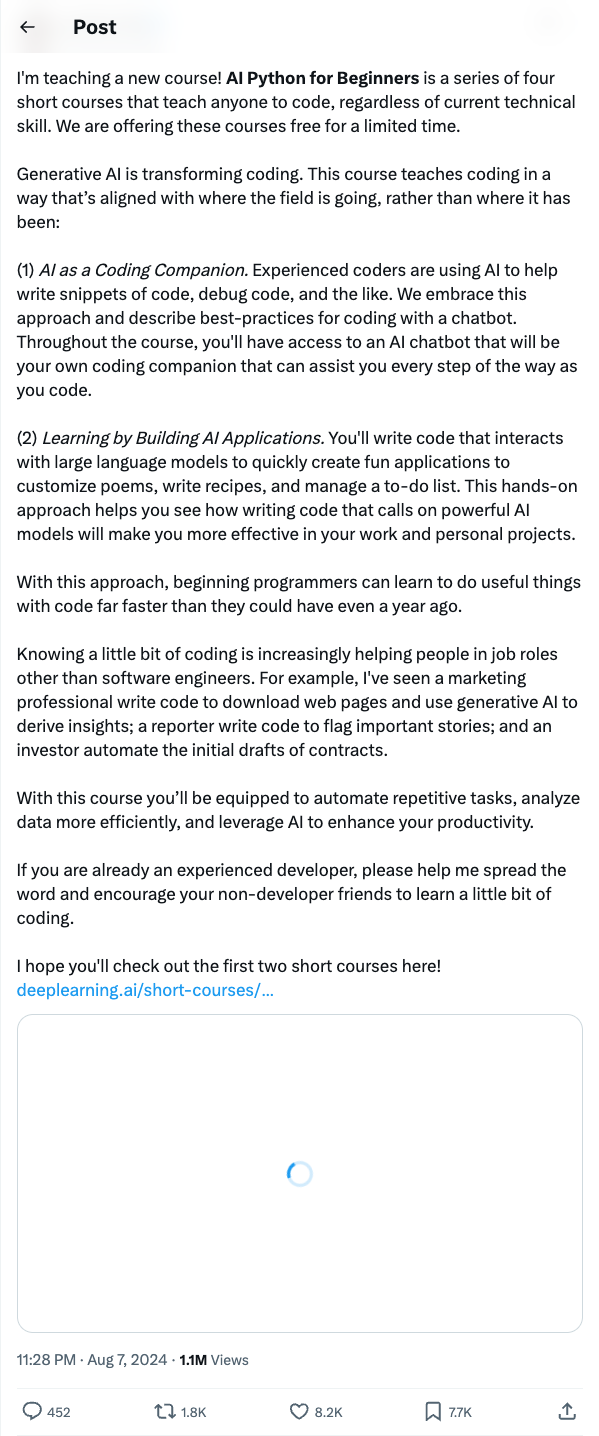 Post
I'm teaching a new course! AI Python for Beginners is a series of four
short courses that teach anyone to code, regardless of current technical
skill. We are offering these courses free for a limited time.
Generative AI is transforming coding. This course teaches coding in a
way that’s aligned with where the field is going, rather than where it has
been:
(1) AI as a Coding Companion. Experienced coders are using AI to help
write snippets of code, debug code, and the like. We embrace this
approach and describe best-practices for coding with a chatbot.
Throughout the course, you'll have access to an AI chatbot that will be
your own coding companion that can assist you every step of the way as
you code.
(2) Learning by Building AI Applications. You'll write code that interacts
with large language models to quickly create fun applications to
customize poems, write recipes, and manage a to-do list. This hands-on
approach helps you see how writing code that calls on powerful AI
models will make you more effective in your work and personal projects.
With this approach, beginning programmers can learn to do useful things
with code far faster than they could have even a year ago.
Knowing a little bit of coding is increasingly helping people in job roles
other than software engineers. For example, I've seen a marketing
professional write code to download web pages and use generative AI to
derive insights; a reporter write code to flag important stories; and an
investor automate the initial drafts of contracts.
With this course you’ll be equipped to automate repetitive tasks, analyze
data more efficiently, and leverage AI to enhance your productivity.
If you are already an experienced developer, please help me spread the
word and encourage your non-developer friends to learn a little bit of
coding.
I hope you'll check out the first two short courses here!
deeplearning.ai/short-courses/…
11:28 PM · Aug 7, 2024 · 1.1M Views
452 1.8K 8.2K 7.7K